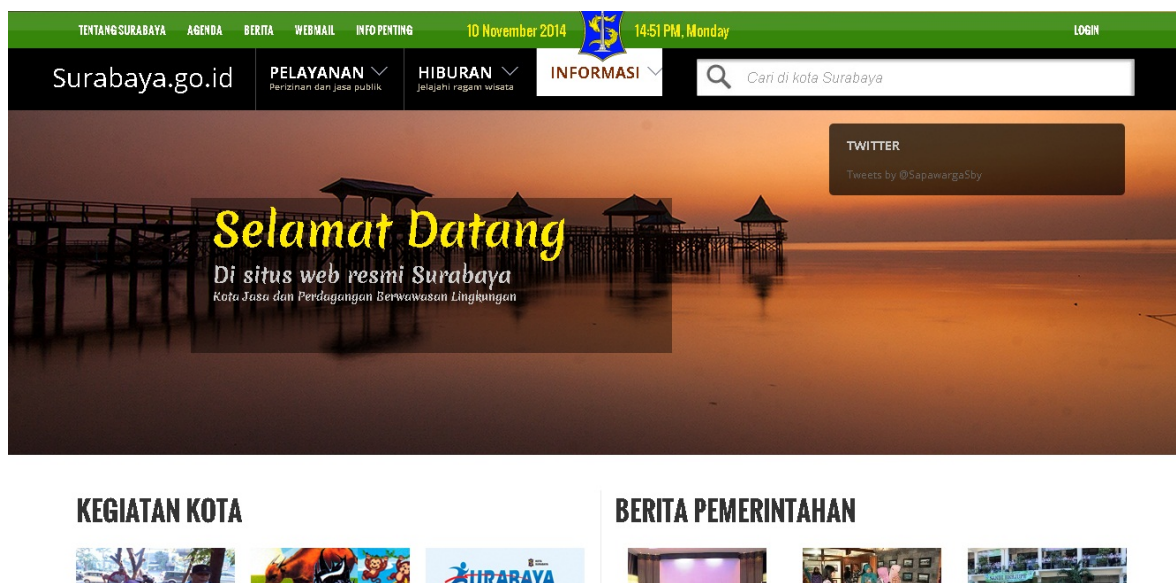 TENTANG SURABAYA AGENDA BERITA WEBMAIL INFO PENTING 10 November 2014 14:51 PM, Monday LOGIN
Surabaya.go.id
PELAYANAN
Perizinan dan jasa publik
HIBURAN
Jelajahi ragam wisata
INFORMASI
Cari di kota Surabaya
TWITTER
Tweets by @SapawargaSby
Selamat Datang
Di situs web resmi Surabaya
Kota Jasa dan Perdagangan Berwawasan Lingkungan
KEGIATAN KOTA
BERITA PEMERINTAHAN
SURABAYA